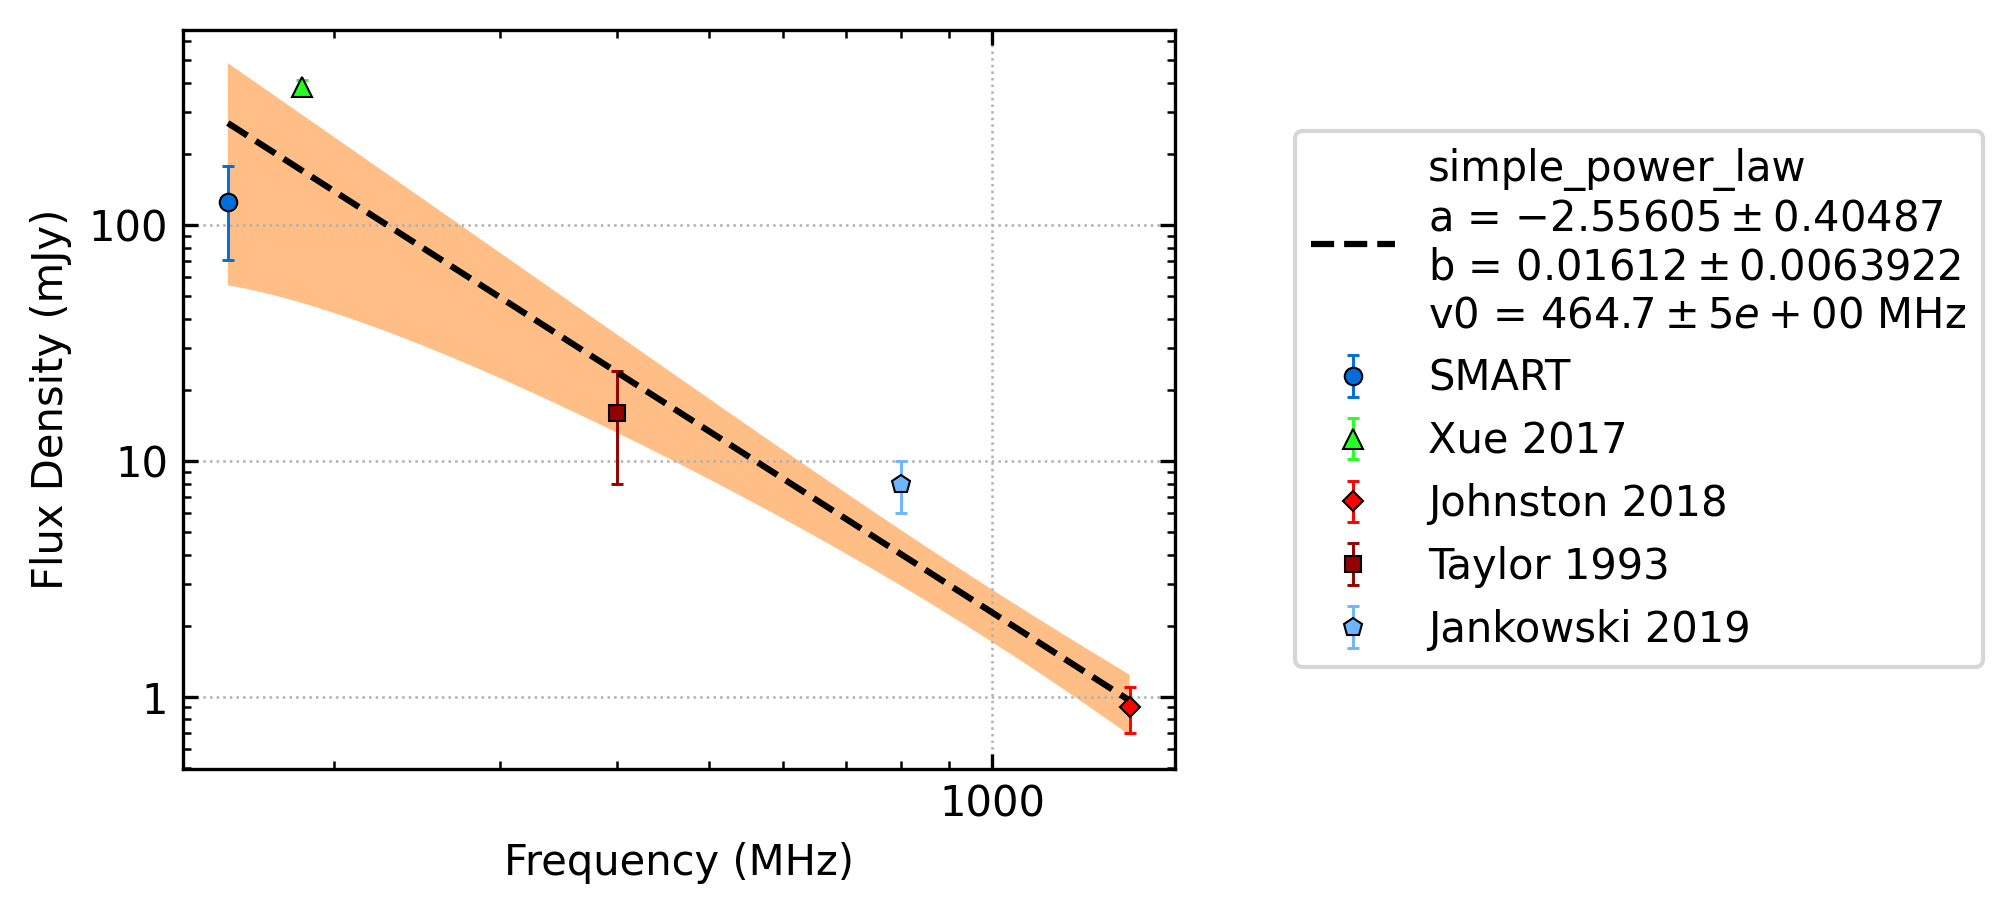 Flux Density (mJy)
100
10
1
1000
Frequency (MHz)
simple_power_law
a = −2.55605 ± 0.40487
b = 0.01612 ± 0.0063922
v0 = 464.7 ± 5e + 00 MHz
SMART
Xue 2017
Johnston 2018
Taylor 1993
Jankowski 2019